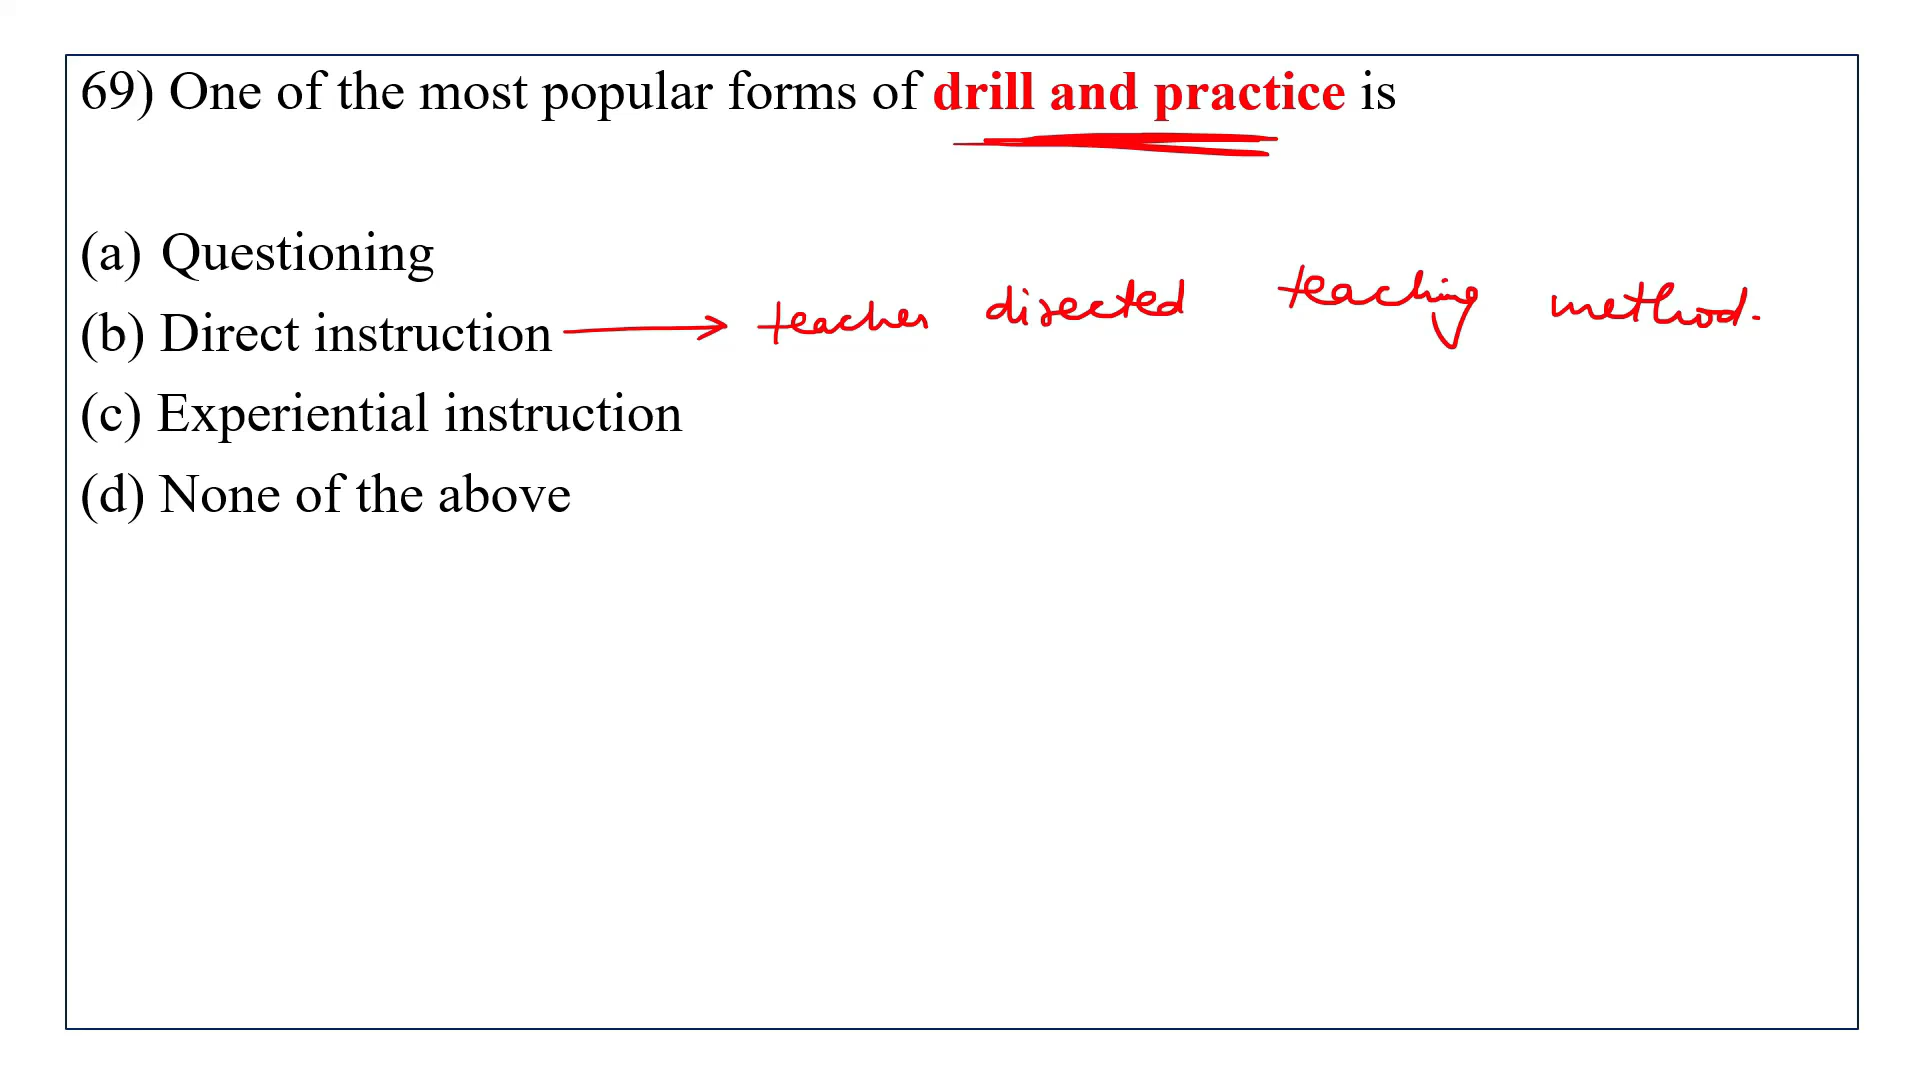 69) One of the most popular forms of drill and practice is
(a) Questioning
(b) Direct instruction → teacher directed teaching method.
(c) Experiential instruction
(d) None of the above